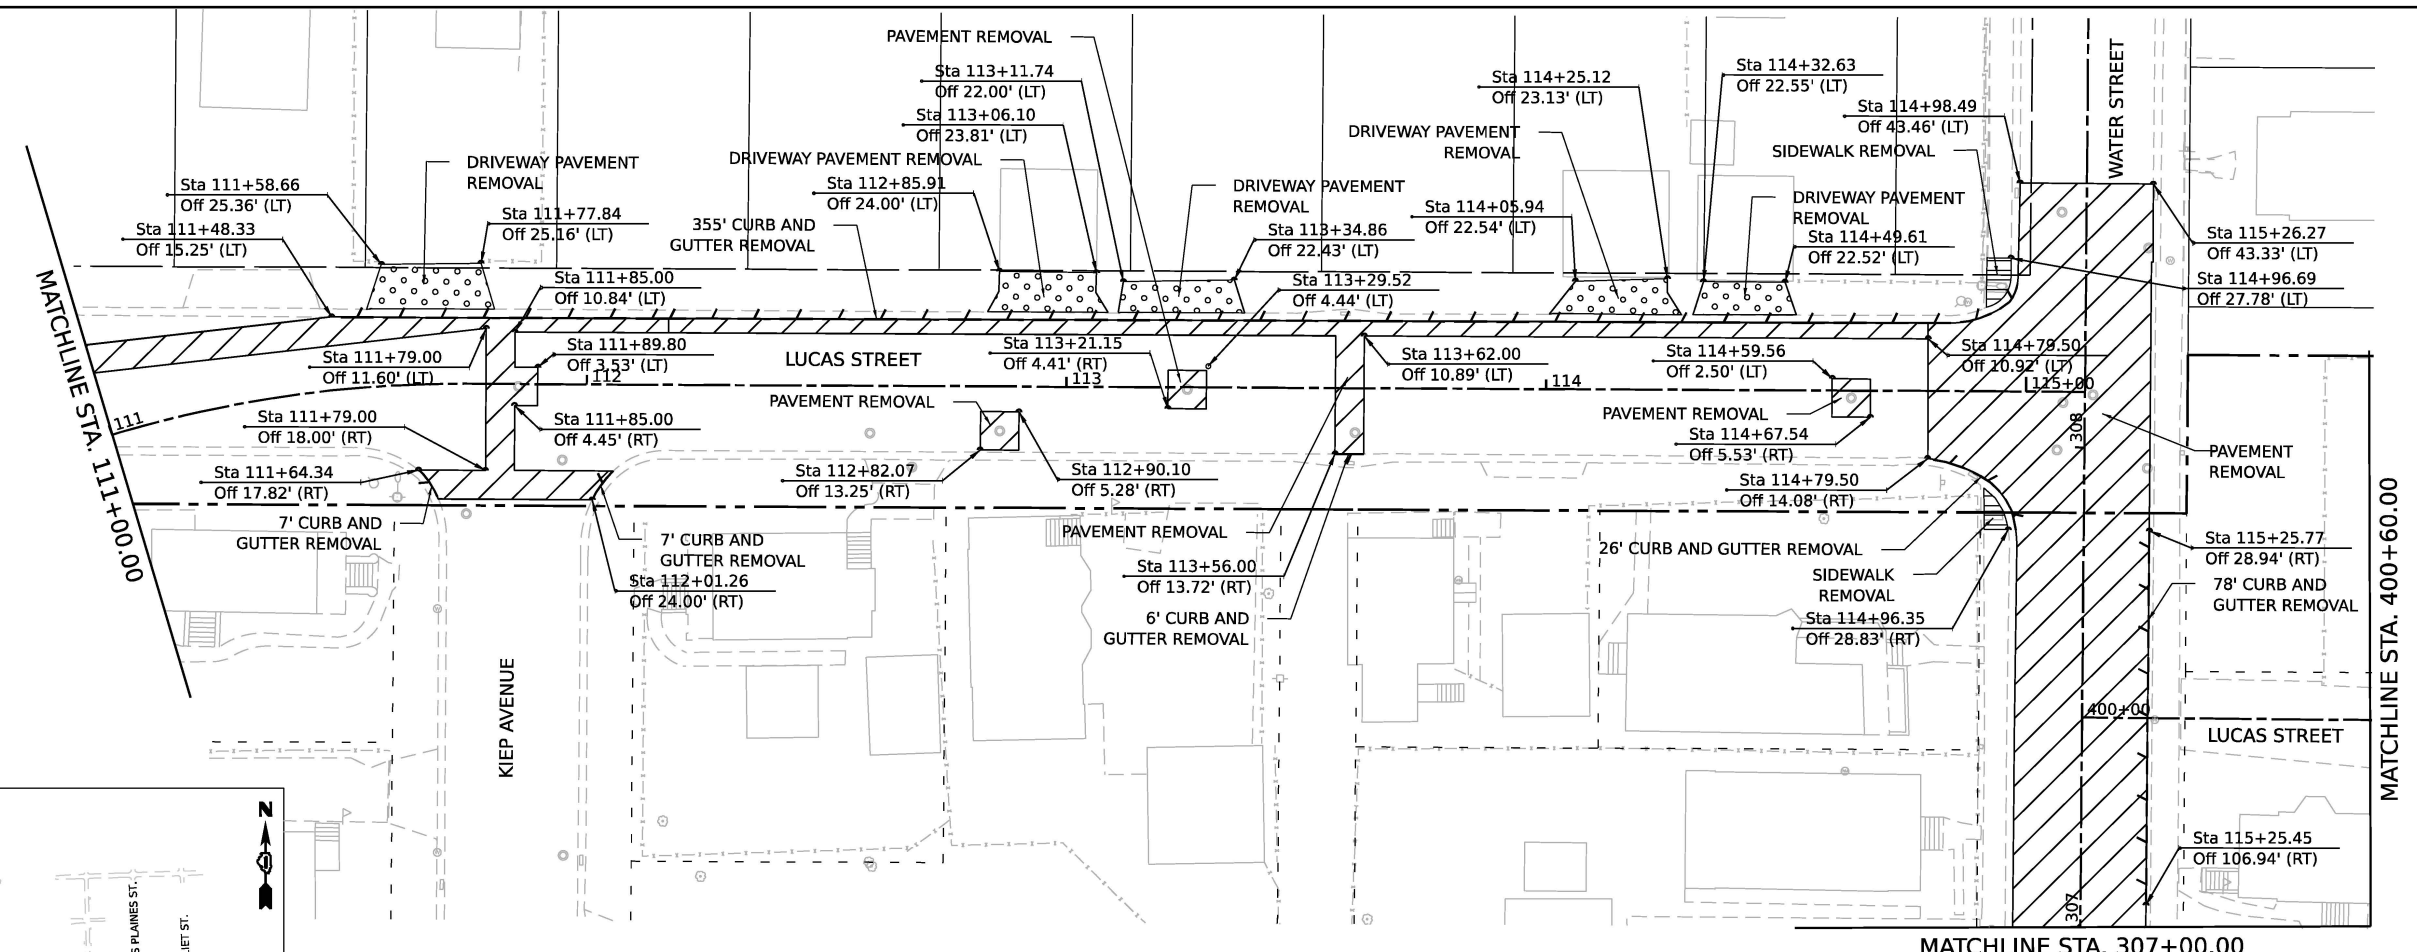 PAVEMENT REMOVAL
Sta 113+11.74
Off 22.00' (LT)
Sta 113+06.10
Off 23.81' (LT)
DRIVEWAY PAVEMENT REMOVAL
Sta 112+85.91
Off 24.00' (LT)
355' CURB AND
GUTTER REMOVAL
DRIVEWAY PAVEMENT
REMOVAL
Sta 111+58.66
Off 25.36' (LT)
Sta 111+48.33
Off 15.25' (LT)
Sta 111+77.84
Off 25.16' (LT)
Sta 111+85.00
Off 10.84' (LT)
DRIVEWAY PAVEMENT
REMOVAL
Sta 113+34.86
Off 22.43' (LT)
Sta 113+29.52
Off 4.44' (LT)
Sta 114+25.12
Off 23.13' (LT)
DRIVEWAY PAVEMENT
REMOVAL
Sta 114+05.94
Off 22.54' (LT)
Sta 114+32.63
Off 22.55' (LT)
Sta 114+98.49
Off 43.46' (LT)
SIDEWALK REMOVAL
DRIVEWAY PAVEMENT
REMOVAL
Sta 114+49.61
Off 22.52' (LT)
WATER STREET
Sta 115+26.27
Off 43.33' (LT)
Sta 114+96.69
Off 27.78' (LT)
MATCHLINE STA. 111+00.00
111
Sta 111+79.00
Off 11.60' (LT)
Sta 111+89.80
Off 3.53' (LT)
112
LUCAS STREET
Sta 113+21.15
Off 4.41' (RT)
113
Sta 113+62.00
Off 10.89' (LT)
114
Sta 114+59.56
Off 2.50' (LT)
Sta 114+79.50
Off 10.92' (LT)
115+00
308
Sta 111+79.00
Off 18.00' (RT)
Sta 111+85.00
Off 4.45' (RT)
PAVEMENT REMOVAL
PAVEMENT REMOVAL
Sta 114+67.54
Off 5.53' (RT)
PAVEMENT
REMOVAL
Sta 111+64.34
Off 17.82' (RT)
Sta 112+82.07
Off 13.25' (RT)
Sta 112+90.10
Off 5.28' (RT)
Sta 114+79.50
Off 14.08' (RT)
7' CURB AND
GUTTER REMOVAL
7' CURB AND
GUTTER REMOVAL
Sta 112+01.26
Off 24.00' (RT)
PAVEMENT REMOVAL
Sta 113+56.00
Off 13.72' (RT)
6' CURB AND
GUTTER REMOVAL
26' CURB AND GUTTER REMOVAL
SIDEWALK
REMOVAL
Sta 114+96.35
Off 28.83' (RT)
Sta 115+25.77
Off 28.94' (RT)
78' CURB AND
GUTTER REMOVAL
MATCHLINE STA. 400+60.00
KIEP AVENUE
400+00
LUCAS STREET
Sta 115+25.45
Off 106.94' (RT)
307
N
S PLAINES ST.
IET ST.
MATCHLINE STA. 307+00.00